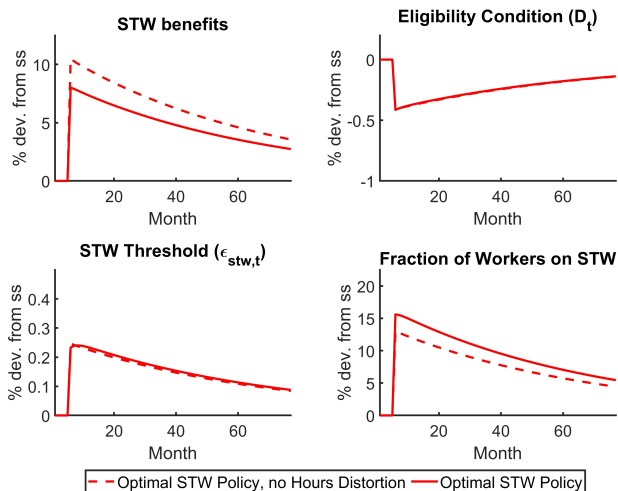 STW benefits
% dev. from ss
10
5
0
20 40 60
Month
Eligibility Condition (D_t)
% dev. from ss
0
-0.5
-1
20 40 60
Month
STW Threshold (ϵ_stw,t)
% dev. from ss
0.4
0.3
0.2
0.1
0
20 40 60
Month
Fraction of Workers on STW
% dev. from ss
20
15
10
5
0
20 40 60
Month
Optimal STW Policy, no Hours Distortion Optimal STW Policy